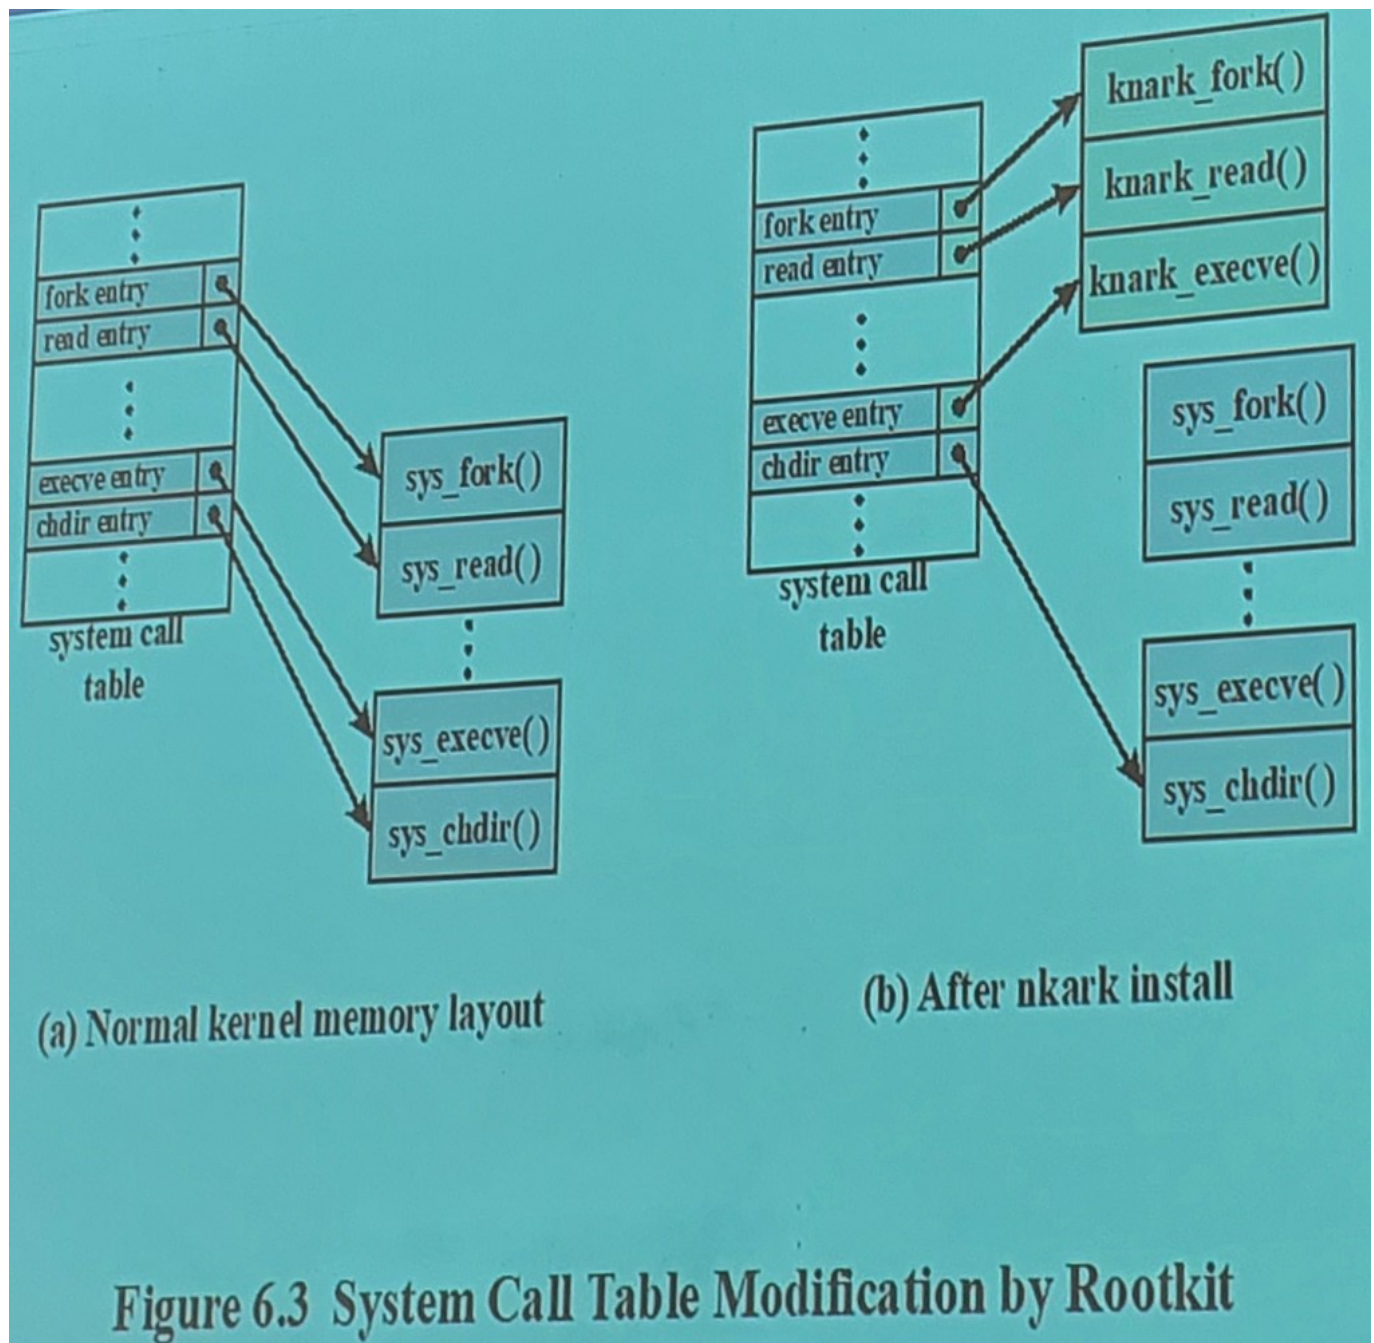 fork entry
read entry
execve entry
chdir entry
system call
table
sys_fork()
sys_read()
sys_execve()
sys_chdir()
(a) Normal kernel memory layout
fork entry
read entry
execve entry
chdir entry
system call
table
knark_fork()
knark_read()
knark_execve()
sys_fork()
sys_read()
sys_execve()
sys_chdir()
(b) After nkark install
Figure 6.3 System Call Table Modification by Rootkit